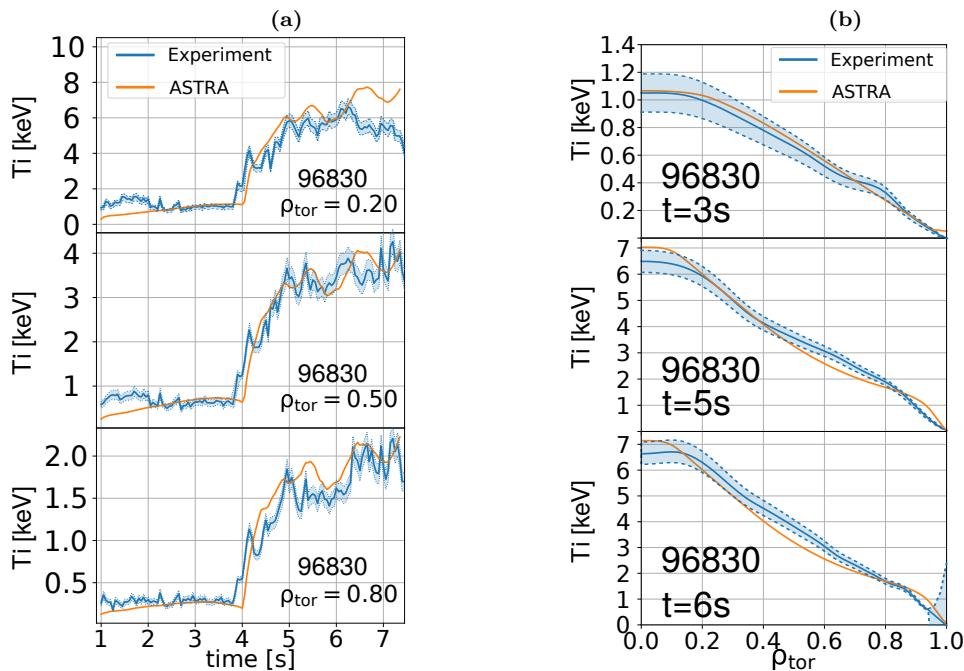 (a)
10
8
6
4
2
0
Ti [keV]
Experiment
ASTRA
96830
ρtor = 0.20
4
3
2
1
Ti [keV]
96830
ρtor = 0.50
2.0
1.5
1.0
0.5
Ti [keV]
96830
ρtor = 0.80
1 2 3 4 5 6 7
time [s]
(b)
1.4
1.2
1.0
0.8
0.6
0.4
0.2
Ti [keV]
Experiment
ASTRA
96830
t=3s
7
6
5
4
3
2
1
Ti [keV]
96830
t=5s
7
6
5
4
3
2
1
0
Ti [keV]
96830
t=6s
0.0 0.2 0.4 0.6 0.8 1.0
ρtor